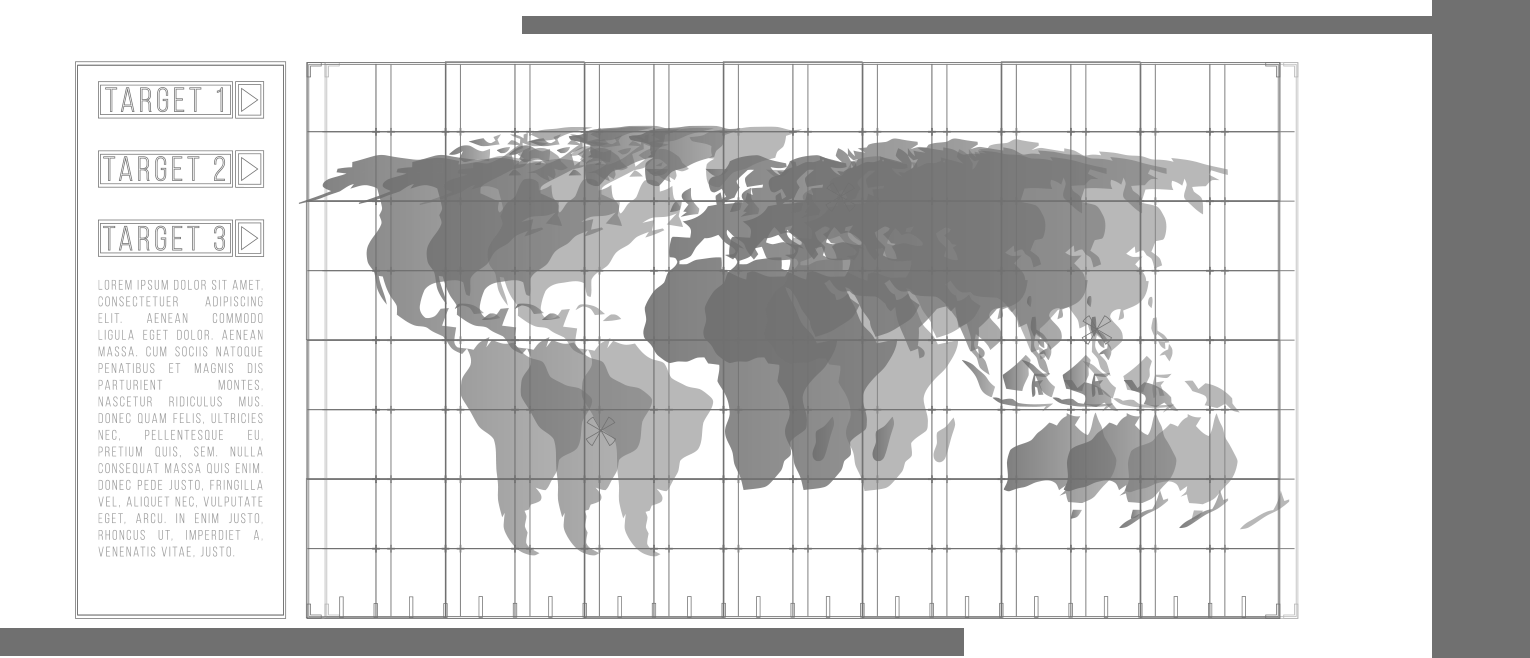 TARGET 1
TARGET 2
TARGET 3
LOREM IPSUM DOLOR SIT AMET,
CONSECTETUER ADIPISCING
ELIT. AENEAN COMMODO
LIGULA EGET DOLOR. AENEAN
MASSA. CUM SOCIIS NATOQUE
PENATIBUS ET MAGNIS DIS
PARTURIENT MONTES,
NASCETUR RIDICULUS MUS.
DONEC QUAM FELIS, ULTRICIES
NEC, PELLENTESQUE EU,
PRETIUM QUIS, SEM. NULLA
CONSEQUAT MASSA QUIS ENIM.
DONEC PEDE JUSTO, FRINGILLA
VEL, ALIQUET NEC, VULPUTATE
EGET, ARCU. IN ENIM JUSTO,
RHONCUS UT, IMPERDIET A,
VENENATIS VITAE, JUSTO.